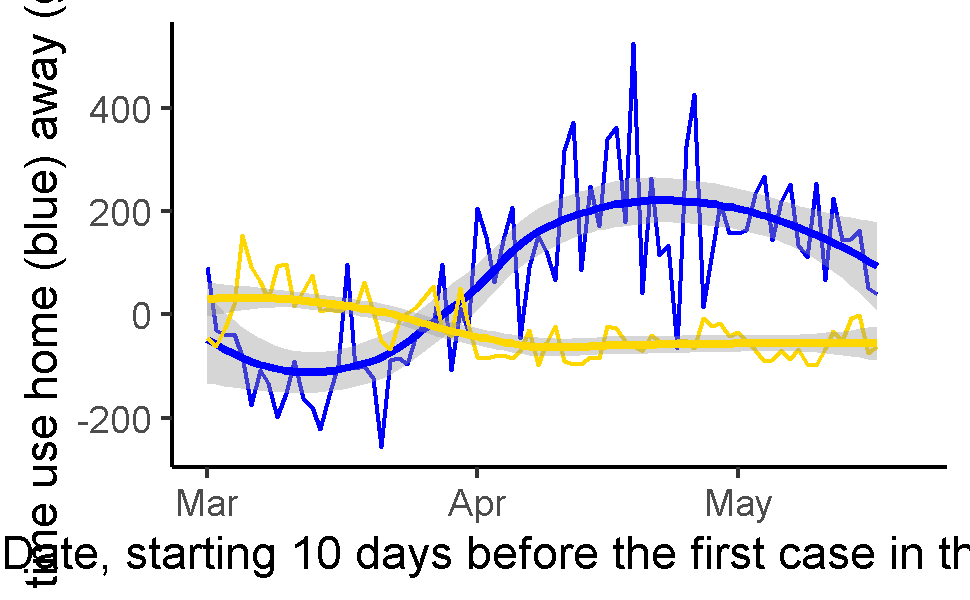 time use home (blue) away (
400
200
0
-200
Mar Apr May
Date, starting 10 days before the first case in th